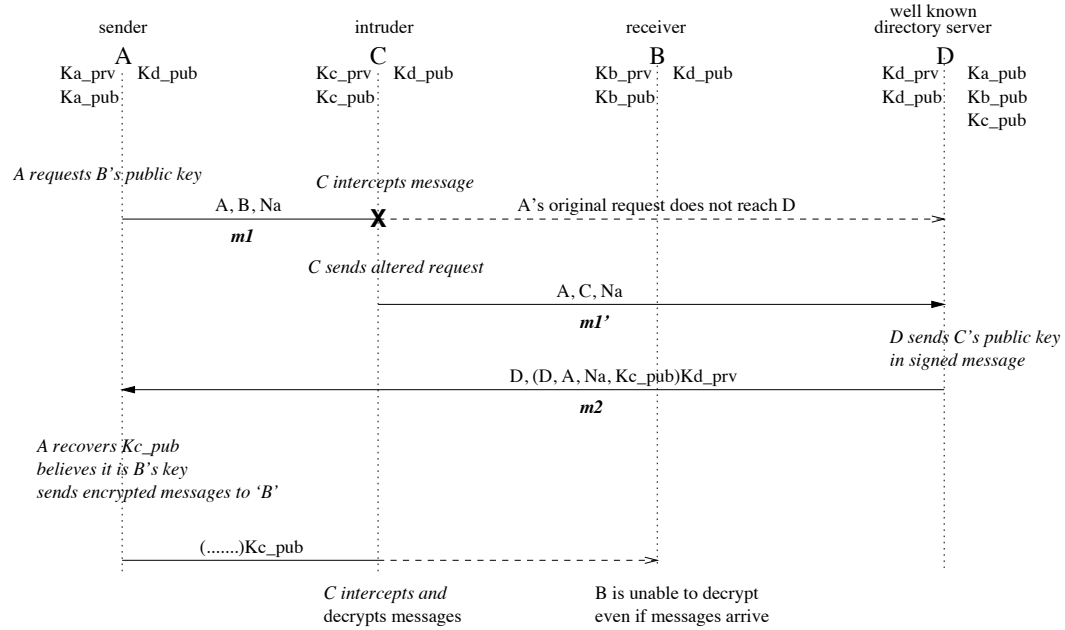 well known
sender intruder receiver directory server
A C B D
Ka_prv Kd_pub Kc_prv Kd_pub Kb_prv Kd_pub Kd_prv Ka_pub
Ka_pub Kc_pub Kb_pub Kd_pub Kb_pub
Kc_pub
A requests B's public key
C intercepts message
A, B, Na A's original request does not reach D
X
m1
C sends altered request
A, C, Na
m1’
D sends C's public key
in signed message
D, (D, A, Na, Kc_pub)Kd_prv
m2
A recovers Kc_pub
believes it is B's key
sends encrypted messages to ‘B’
(.......)Kc_pub
C intercepts and B is unable to decrypt
decrypts messages even if messages arrive